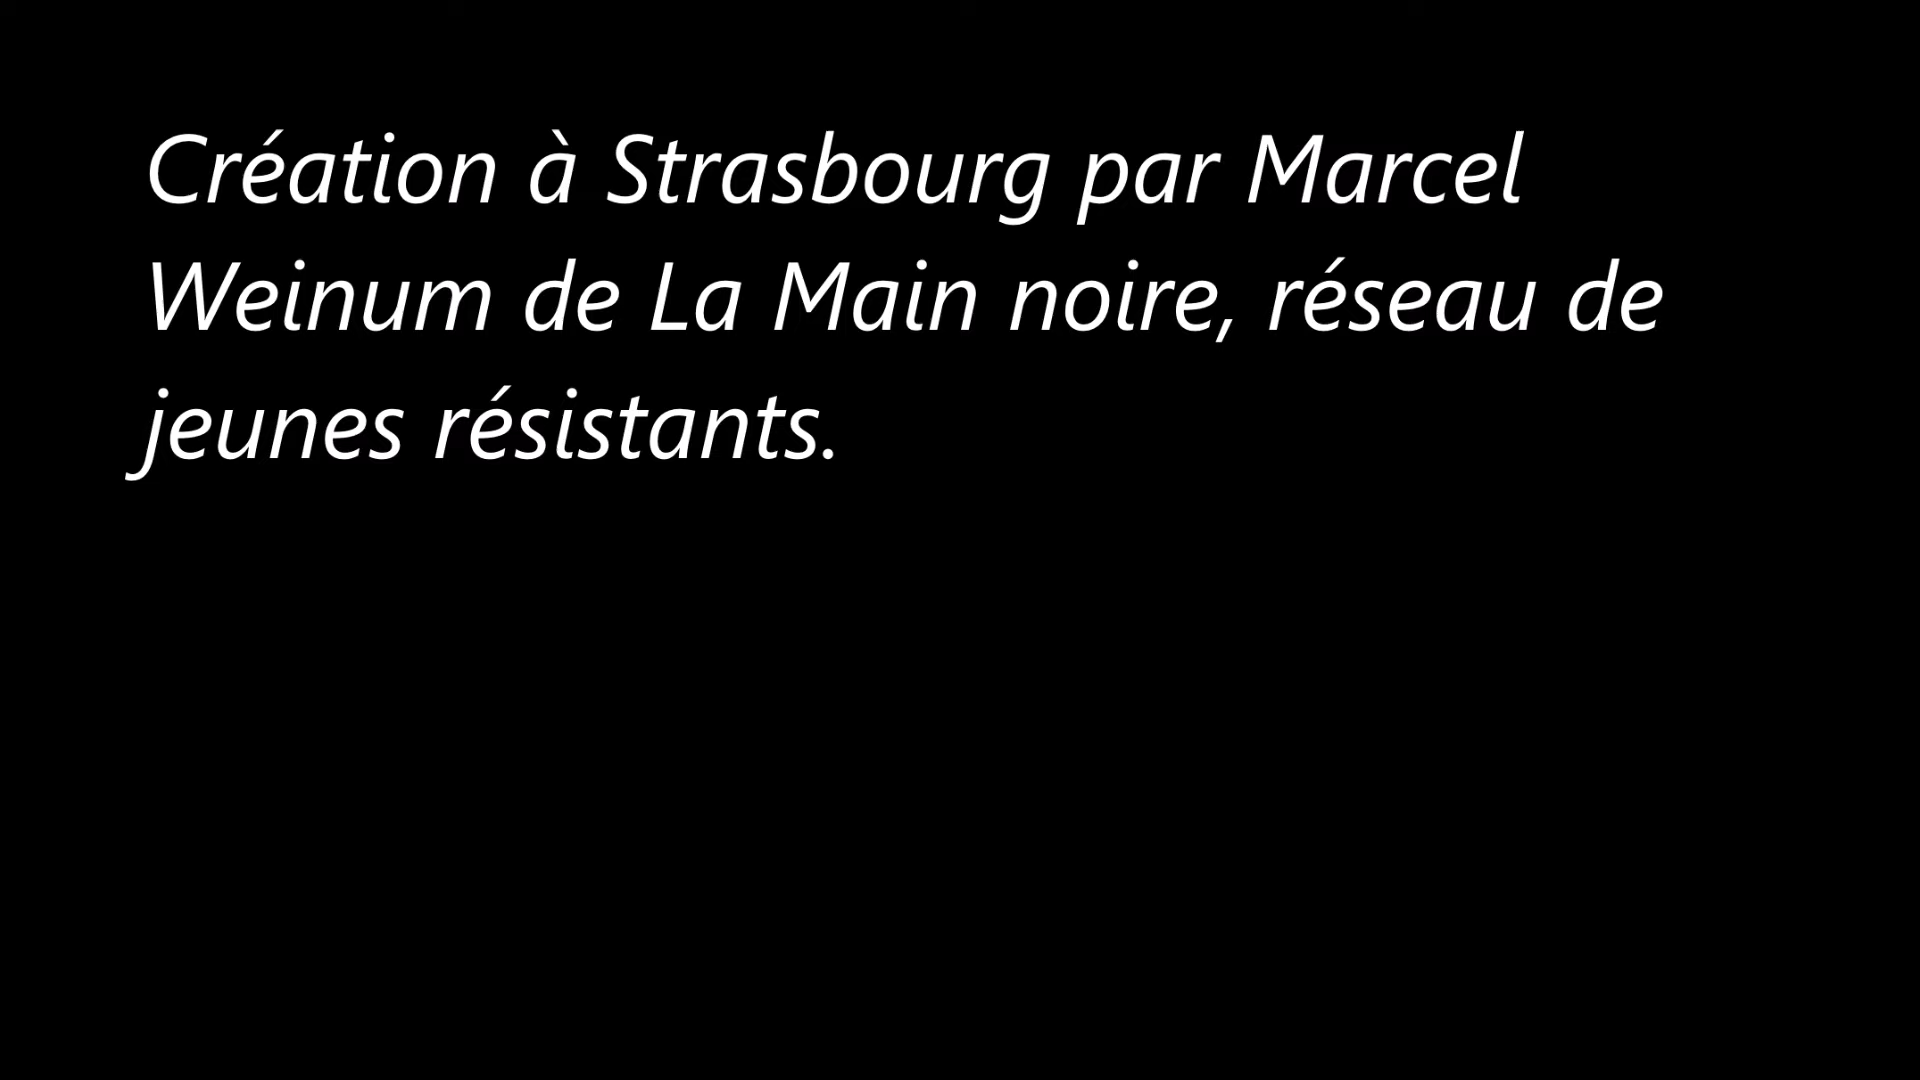 Création à Strasbourg par Marcel
Weinum de La Main noire, réseau de
jeunes résistants.